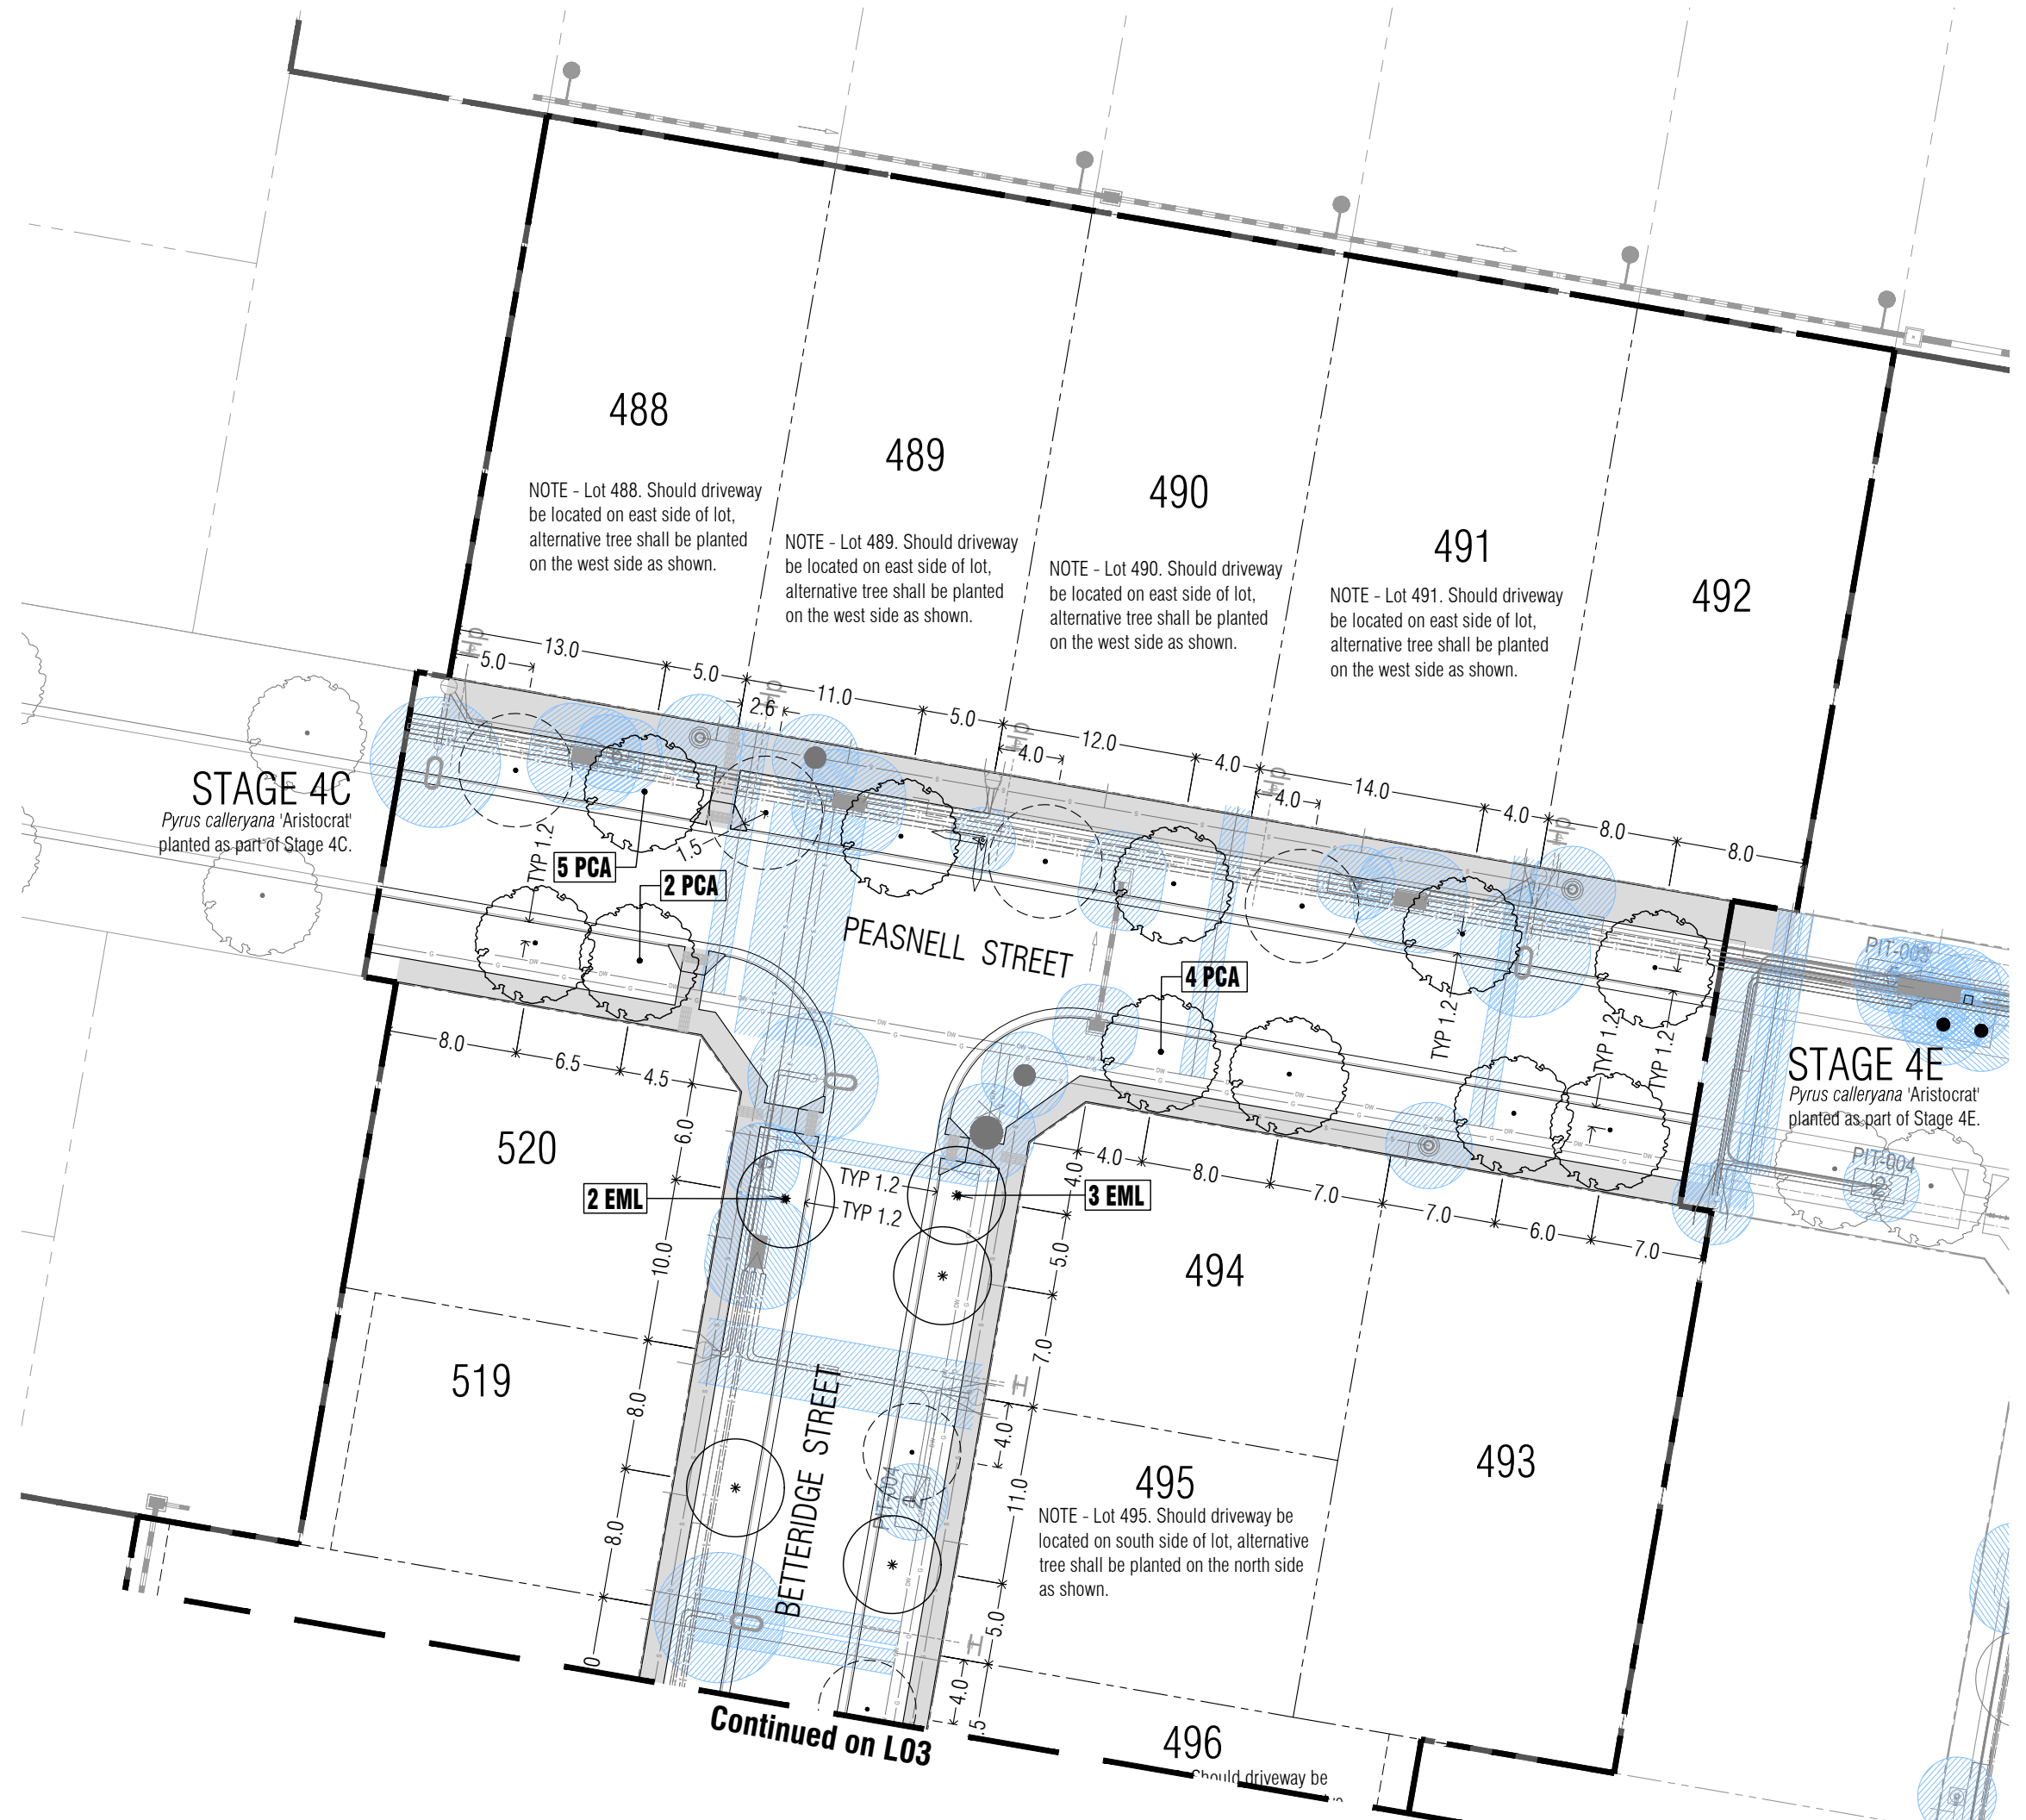 488
NOTE - Lot 488. Should driveway
be located on east side of lot,
alternative tree shall be planted
on the west side as shown.
489
NOTE - Lot 489. Should driveway
be located on east side of lot,
alternative tree shall be planted
on the west side as shown.
490
NOTE - Lot 490. Should driveway
be located on east side of lot,
alternative tree shall be planted
on the west side as shown.
491
NOTE - Lot 491. Should driveway
be located on east side of lot,
alternative tree shall be planted
on the west side as shown.
492
13.0
5.0
5.0
2.6
11.0
5.0
4.0
12.0
4.0
4.0
14.0
4.0
8.0
8.0
STAGE 4C
Pyrus calleryana 'Aristocrat'
planted as part of Stage 4C.
TYP 1.2
1.5
5 PCA
2 PCA
PEASNELL STREET
4 PCA
TYP 1.2
TYP 1.2
TYP 1.2
PIT-003
STAGE 4E
Pyrus calleryana 'Aristocrat'
planted as part of Stage 4E.
PIT-004
8.0
6.5
4.5
6.0
520
2 EML
TYP 1.2
TYP 1.2
3 EML
4.0
4.0
8.0
7.0
7.0
6.0
7.0
10.0
5.0
494
7.0
519
8.0
BETTERIDGE STREET
PIT-004
4.0
11.0
495
NOTE - Lot 495. Should driveway be
located on south side of lot, alternative
tree shall be planted on the north side
as shown.
493
8.0
5.0
0
4.0
.5
Continued on L03
496
Should driveway be